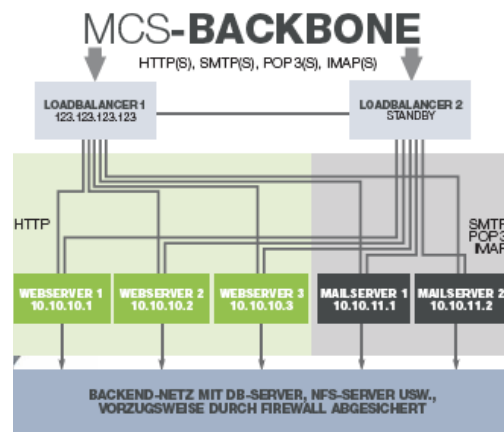 MCS-BACKBONE
HTTP(S), SMTP(S), POP3(S), IMAP(S)
LOADBALANCER 1
123.123.123.123
LOADBALANCER 2
STANDBY
HTTP
SMTP
POP3
IMAP
WEBSERVER 1
10.10.10.1
WEBSERVER 2
10.10.10.2
WEBSERVER 3
10.10.10.3
MAILSERVER 1
10.10.11.1
MAILSERVER 2
10.10.11.2
BACKEND-NETZ MIT DB-SERVER, NFS-SERVER USW.,
VORZUGSWEISE DURCH FIREWALL ABGESICHERT